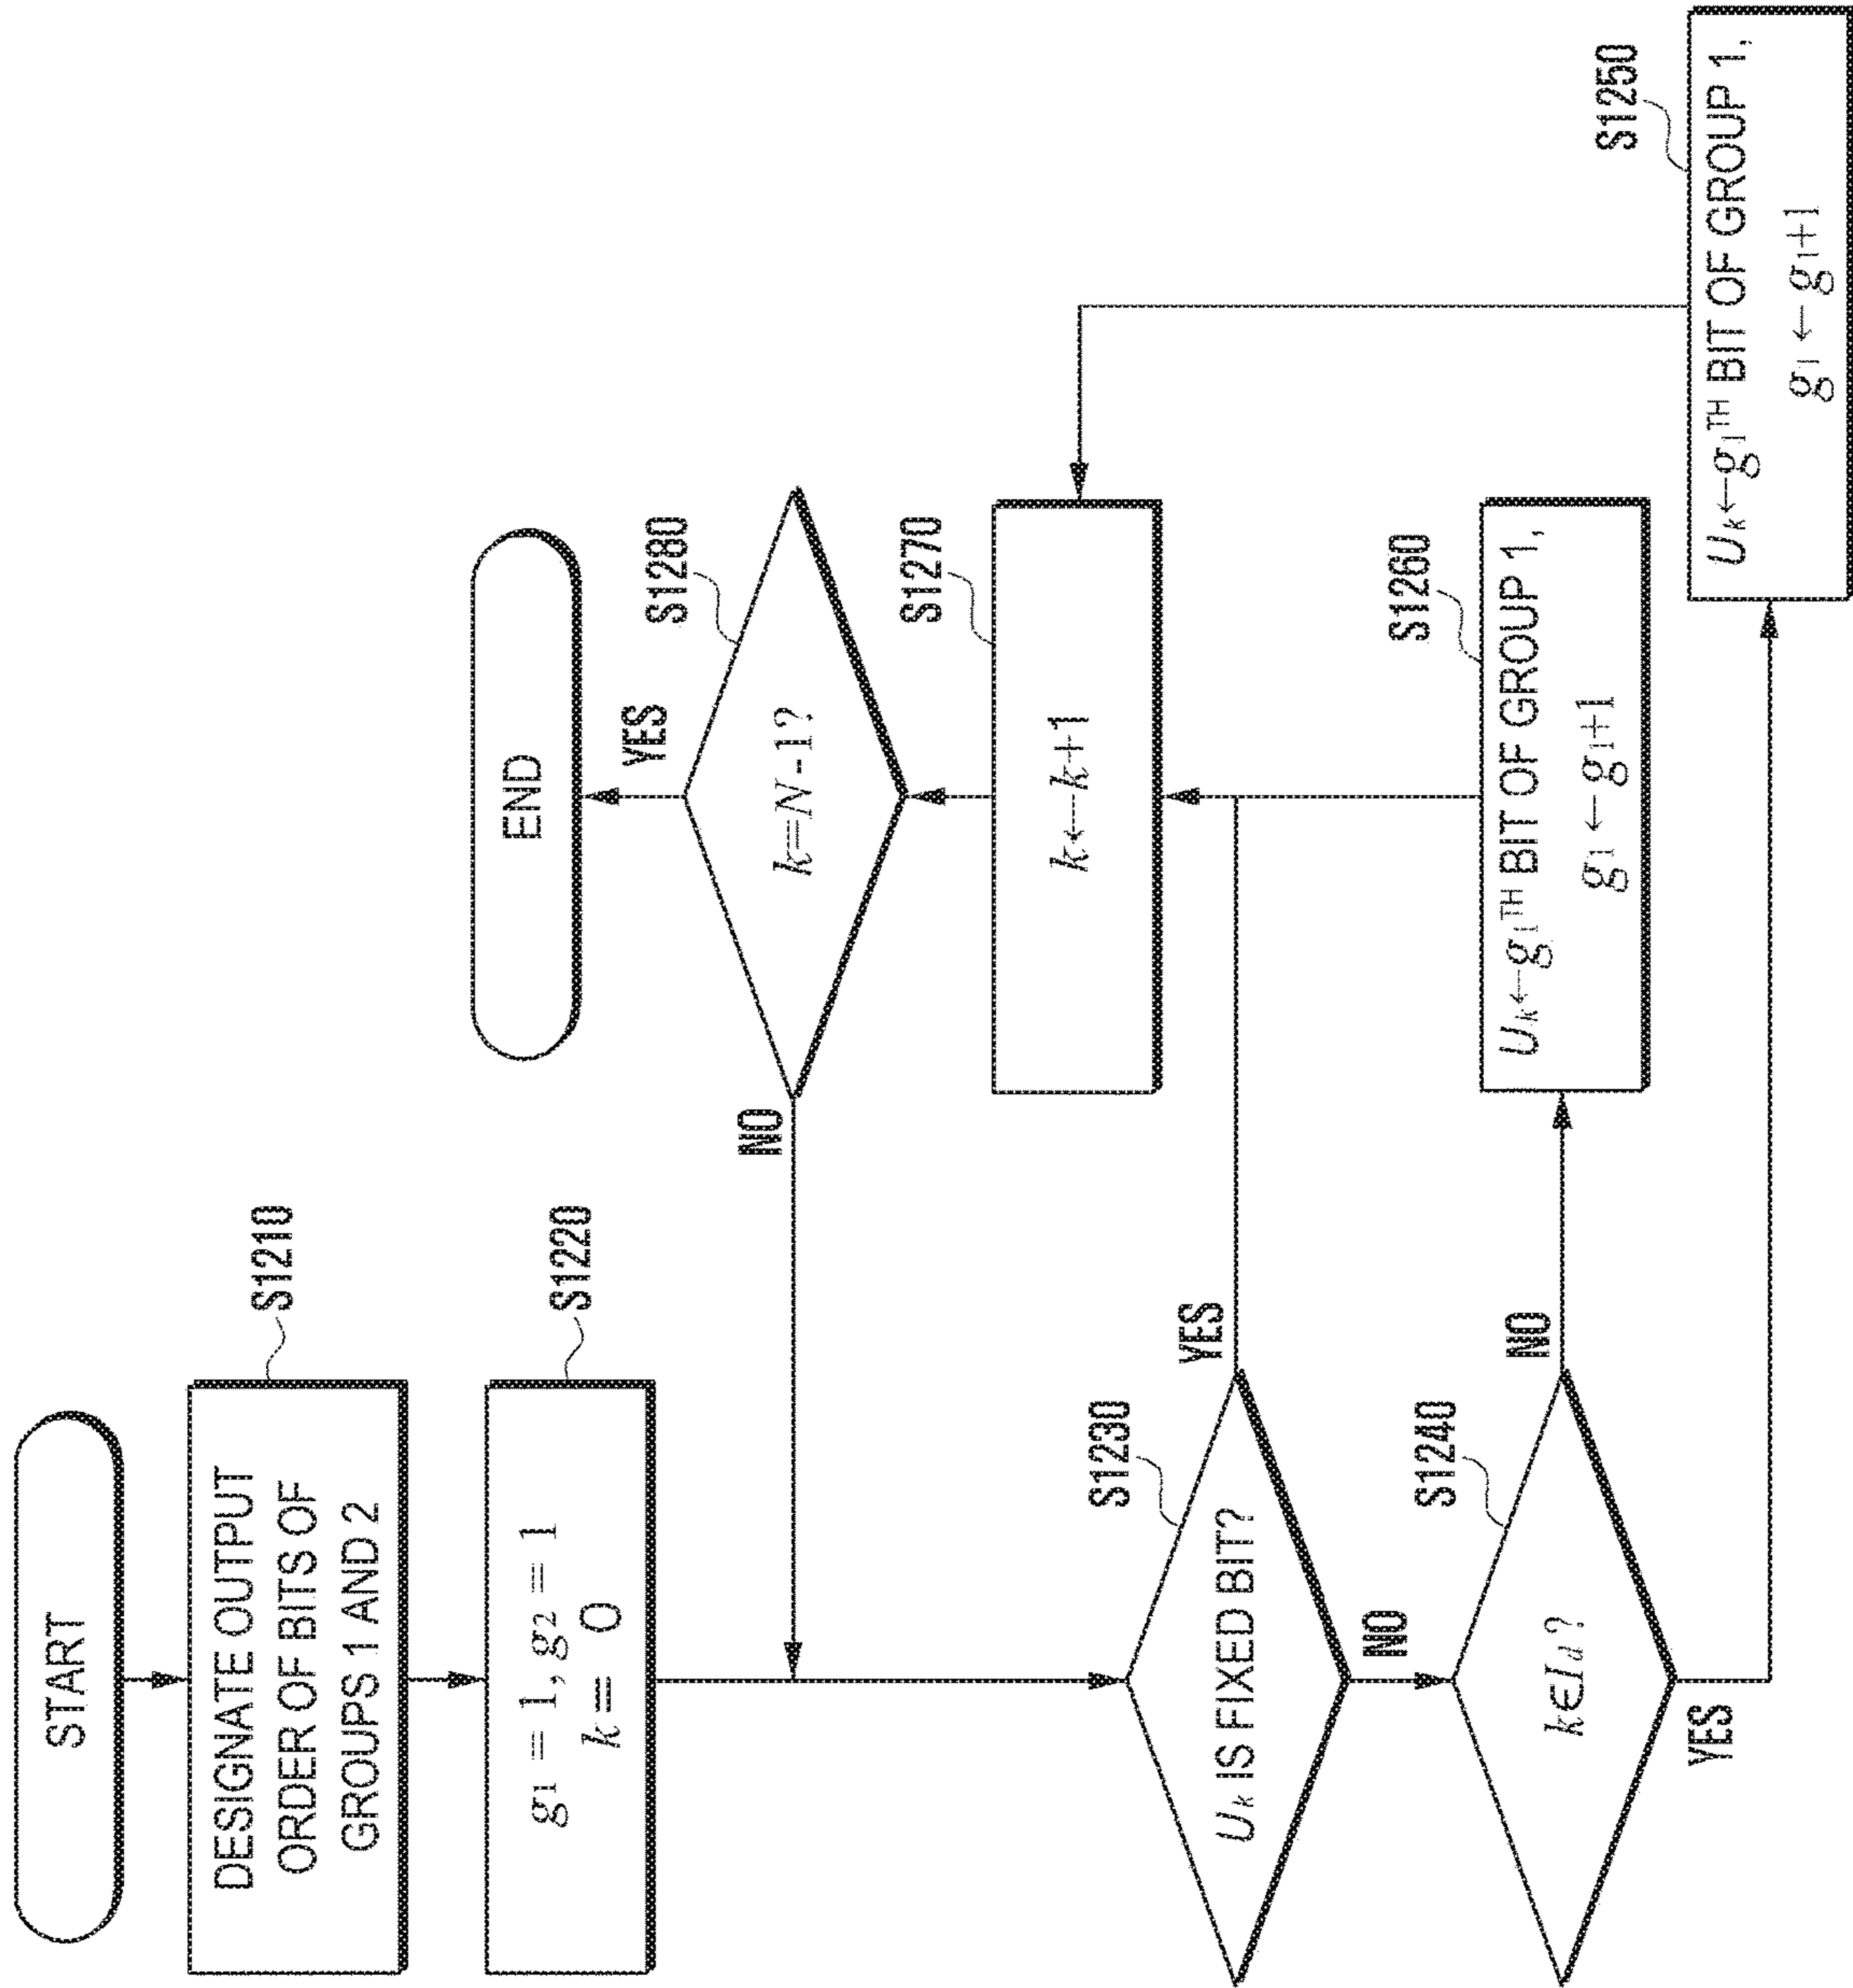 START
DESIGNATE OUTPUT
ORDER OF BITS OF
GROUPS 1 AND 2
S1210
g₁ = 1, g₂ = 1
k = 0
S1220
Uₖ IS FIXED BIT?
S1230
YES
NO
k∈I_d?
S1240
NO
YES
Uₖ←g₁ᵀᴴ BIT OF GROUP 1,
g₁ ← g₁+1
S1250
Uₖ←g₁ᵀᴴ BIT OF GROUP 1,
g₁ ← g₁+1
S1260
k←k+1
S1270
k=N-1?
S1280
NO
YES
END